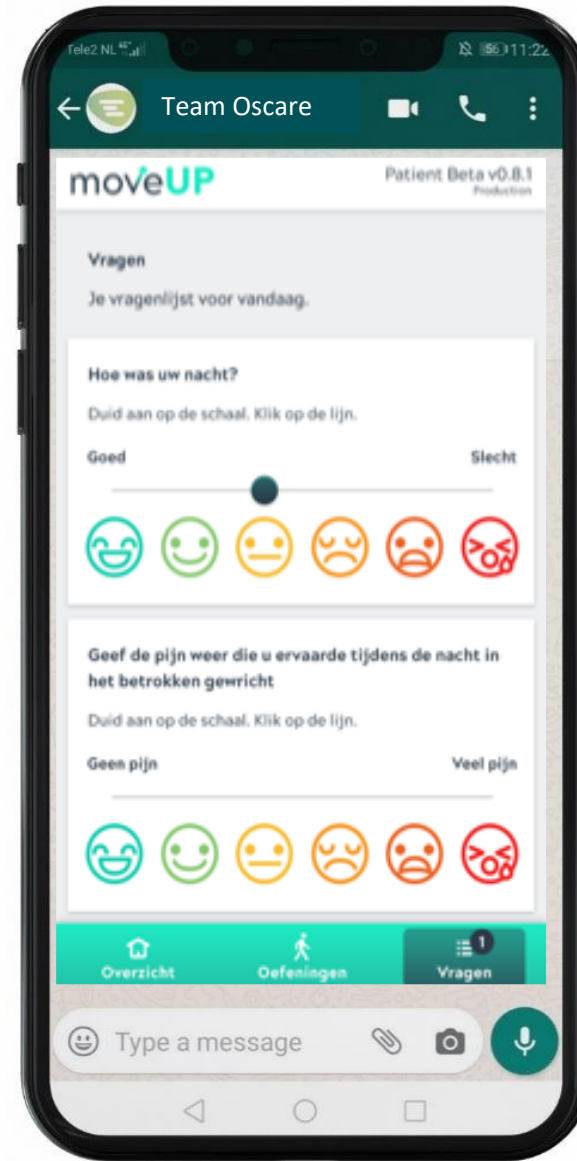 Tele2 NL 56 11:22
Team Oscare
moveUP Patient Beta v0.8.1
Production
Vragen
Je vragenlijst voor vandaag.
Hoe was uw nacht?
Duid aan op de schaal. Klik op de lijn.
Goed Slecht
Geef de pijn weer die u ervaarde tijdens de nacht in
het betrokken gewricht
Duid aan op de schaal. Klik op de lijn.
Geen pijn Veel pijn
1
Overzicht Oefeningen Vragen
Type a message